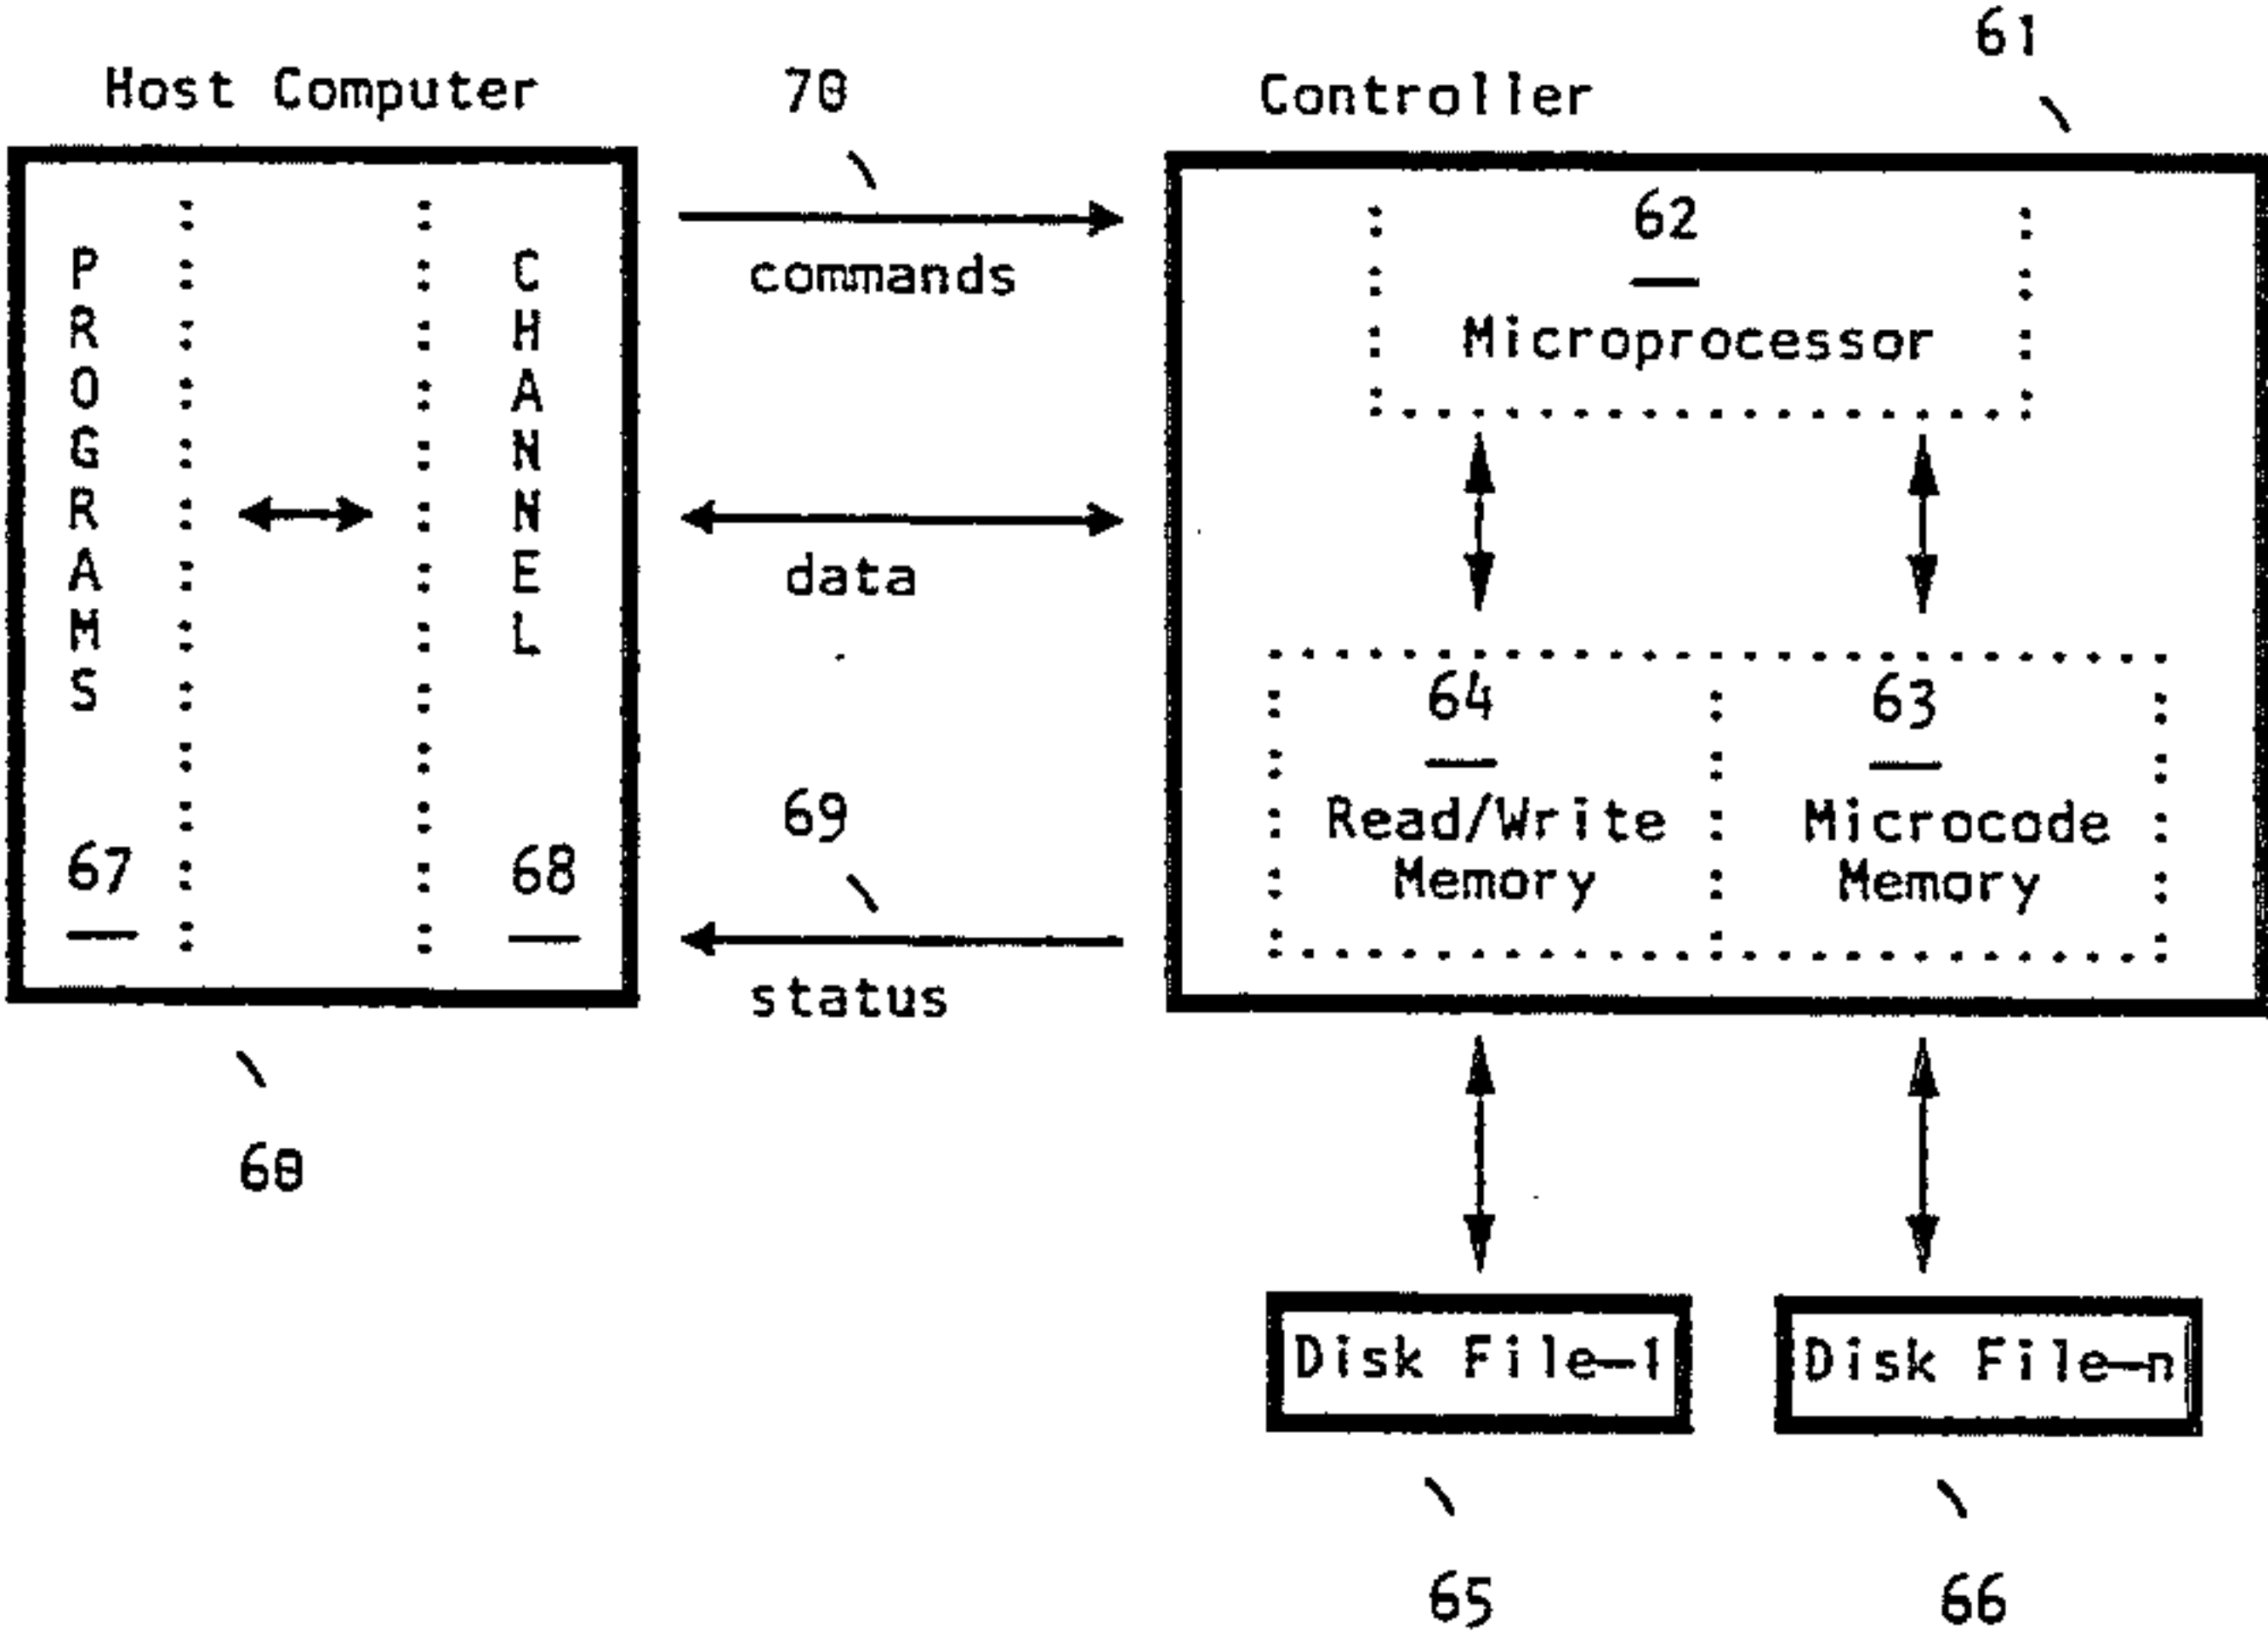 61
Host Computer
70
Controller
PROGRAMS
67
CHANNEL
68
commands
data
69
status
60
62
Microprocessor
64
Read/Write
Memory
63
Microcode
Memory
Disk File-1
Disk File-n
65
66